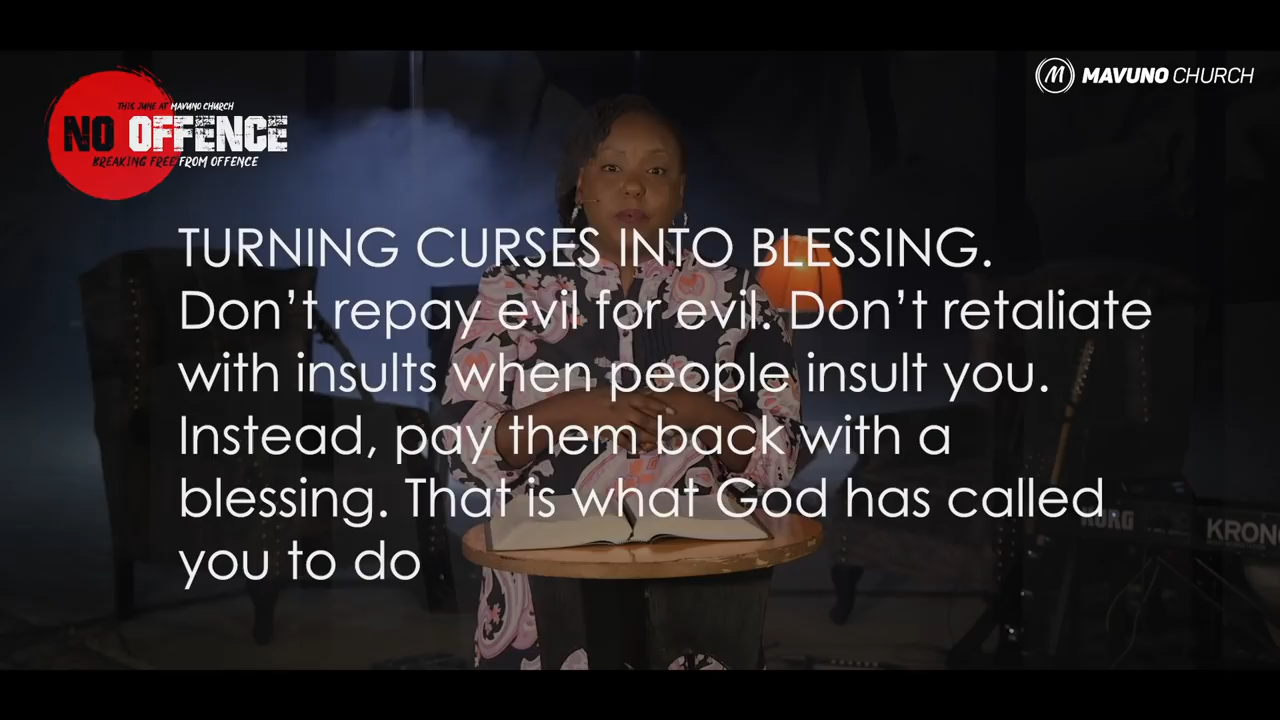 THIS JUNE AT MAVUNO CHURCH
NO OFFENCE
BREAKING FREE FROM OFFENCE
MAVUNO CHURCH
TURNING CURSES INTO BLESSING.
Don’t repay evil for evil. Don’t retaliate
with insults when people insult you.
Instead, pay them back with a
blessing. That is what God has called
you to do
KORG
KRONO